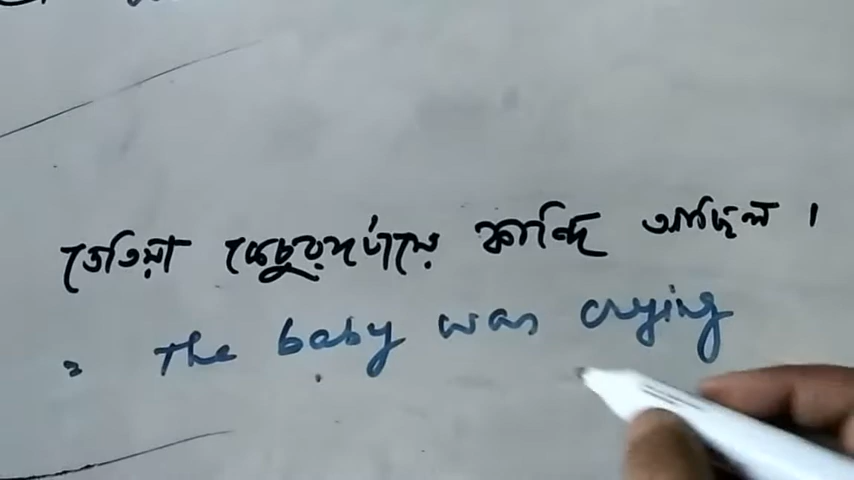 তেতিয়া কেচুৱাটোৱে কান্দি আছিল ।
= The baby was crying